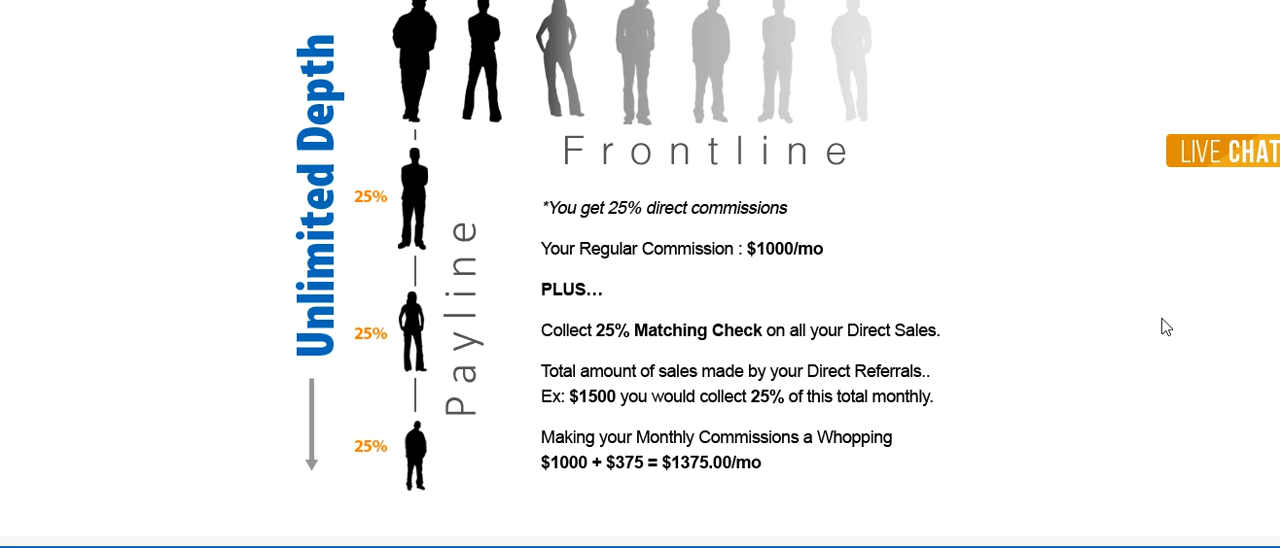 Unlimited Depth
Frontline
LIVE CHAT
25%
*You get 25% direct commissions
Payline
Your Regular Commission : $1000/mo
PLUS...
25%
Collect 25% Matching Check on all your Direct Sales.
Total amount of sales made by your Direct Referrals..
Ex: $1500 you would collect 25% of this total monthly.
25%
Making your Monthly Commissions a Whopping
$1000 + $375 = $1375.00/mo